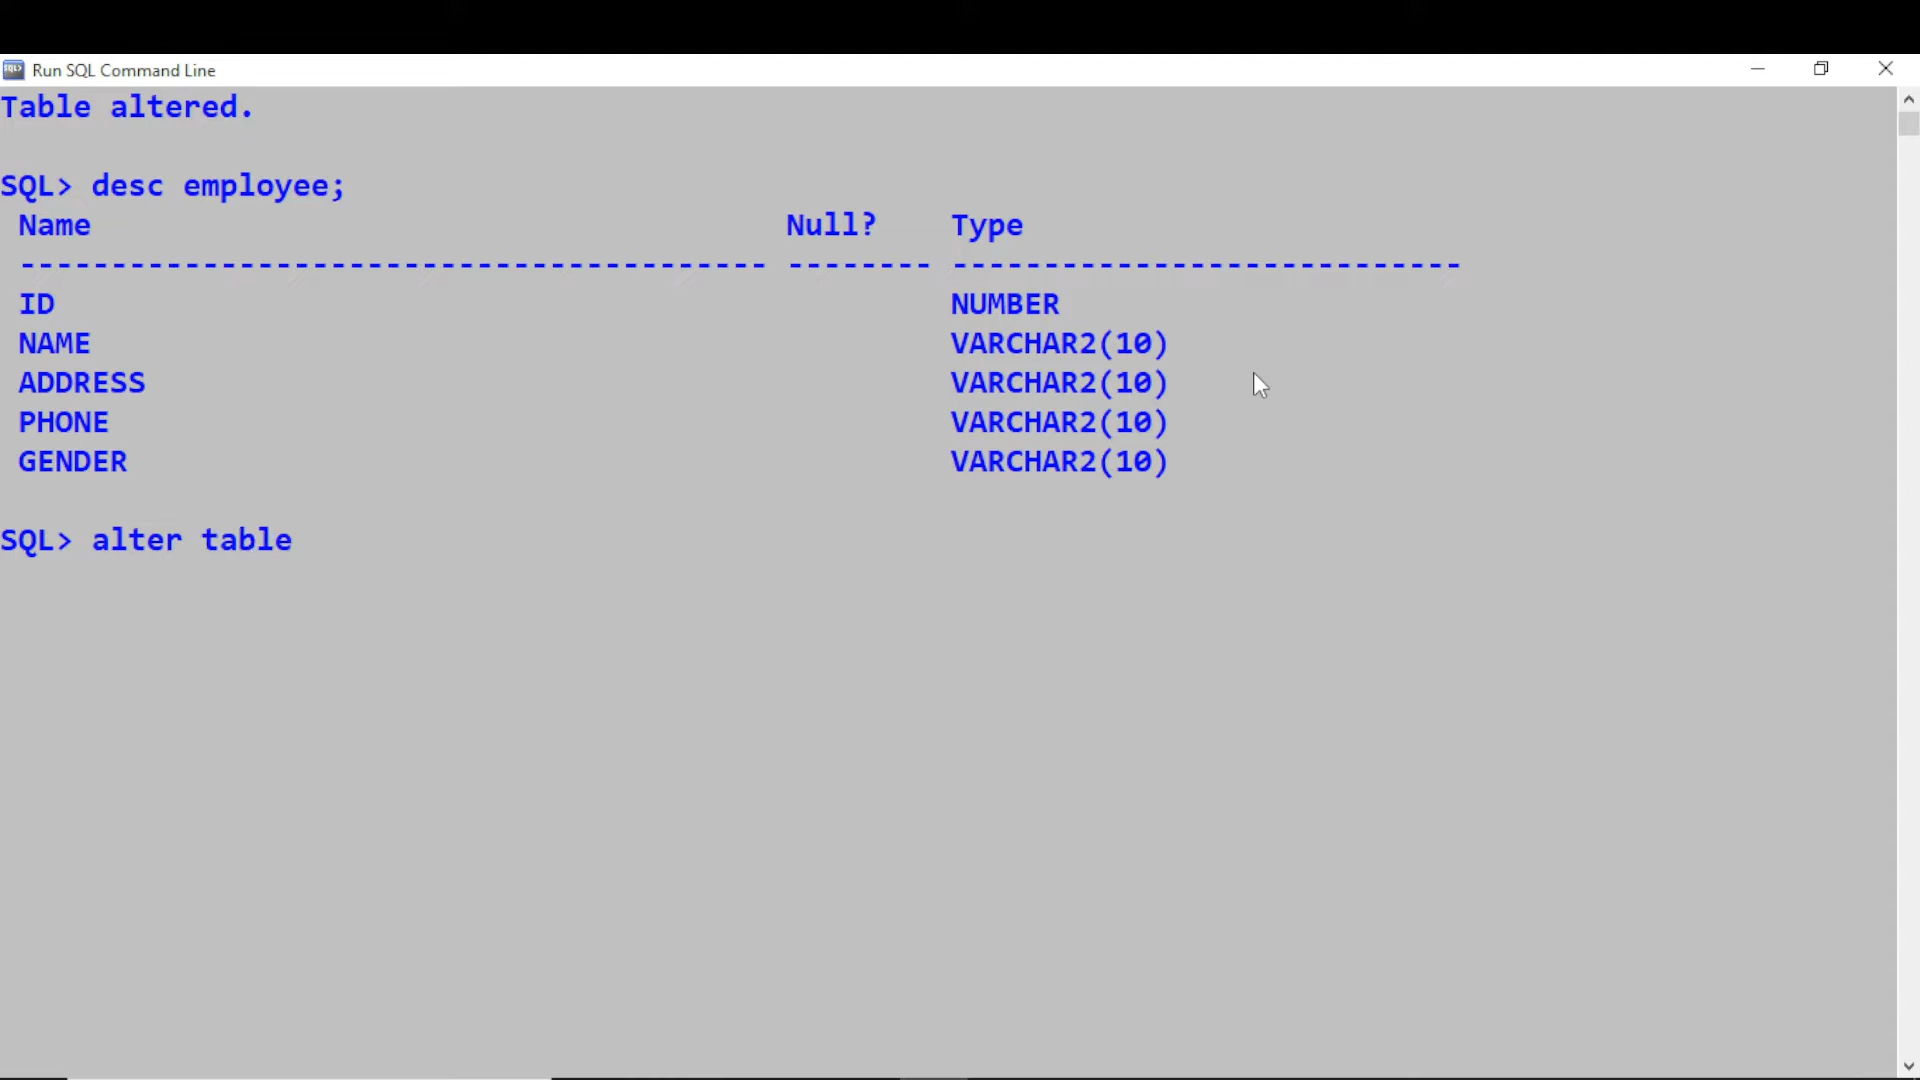 Run SQL Command Line
Table altered.
SQL> desc employee;
Name Null? Type
----------------------------------------- -------- ----------------------------
ID NUMBER
NAME VARCHAR2(10)
ADDRESS VARCHAR2(10)
PHONE VARCHAR2(10)
GENDER VARCHAR2(10)
SQL> alter table